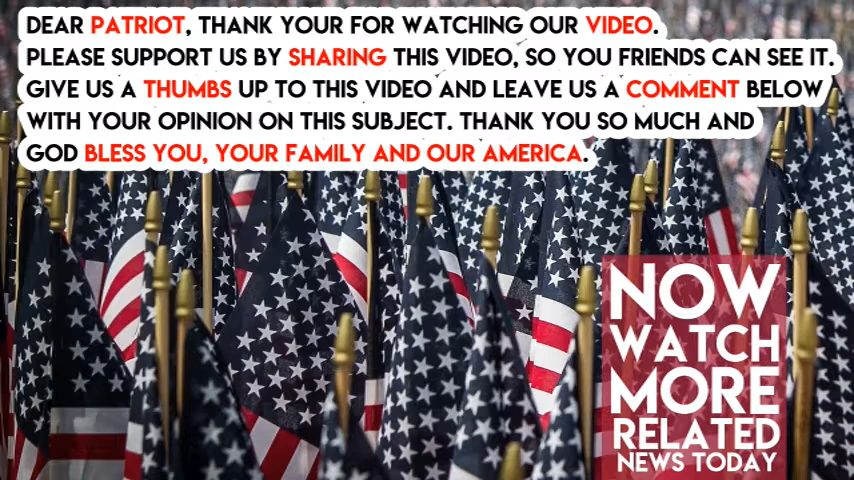 DEAR PATRIOT, THANK YOUR FOR WATCHING OUR VIDEO.
PLEASE SUPPORT US BY SHARING THIS VIDEO, SO YOU FRIENDS CAN SEE IT.
GIVE US A THUMBS UP TO THIS VIDEO AND LEAVE US A COMMENT BELOW
WITH YOUR OPINION ON THIS SUBJECT. THANK YOU SO MUCH AND
GOD BLESS YOU, YOUR FAMILY AND OUR AMERICA.
NOW
WATCH
MORE
RELATED
NEWS TODAY